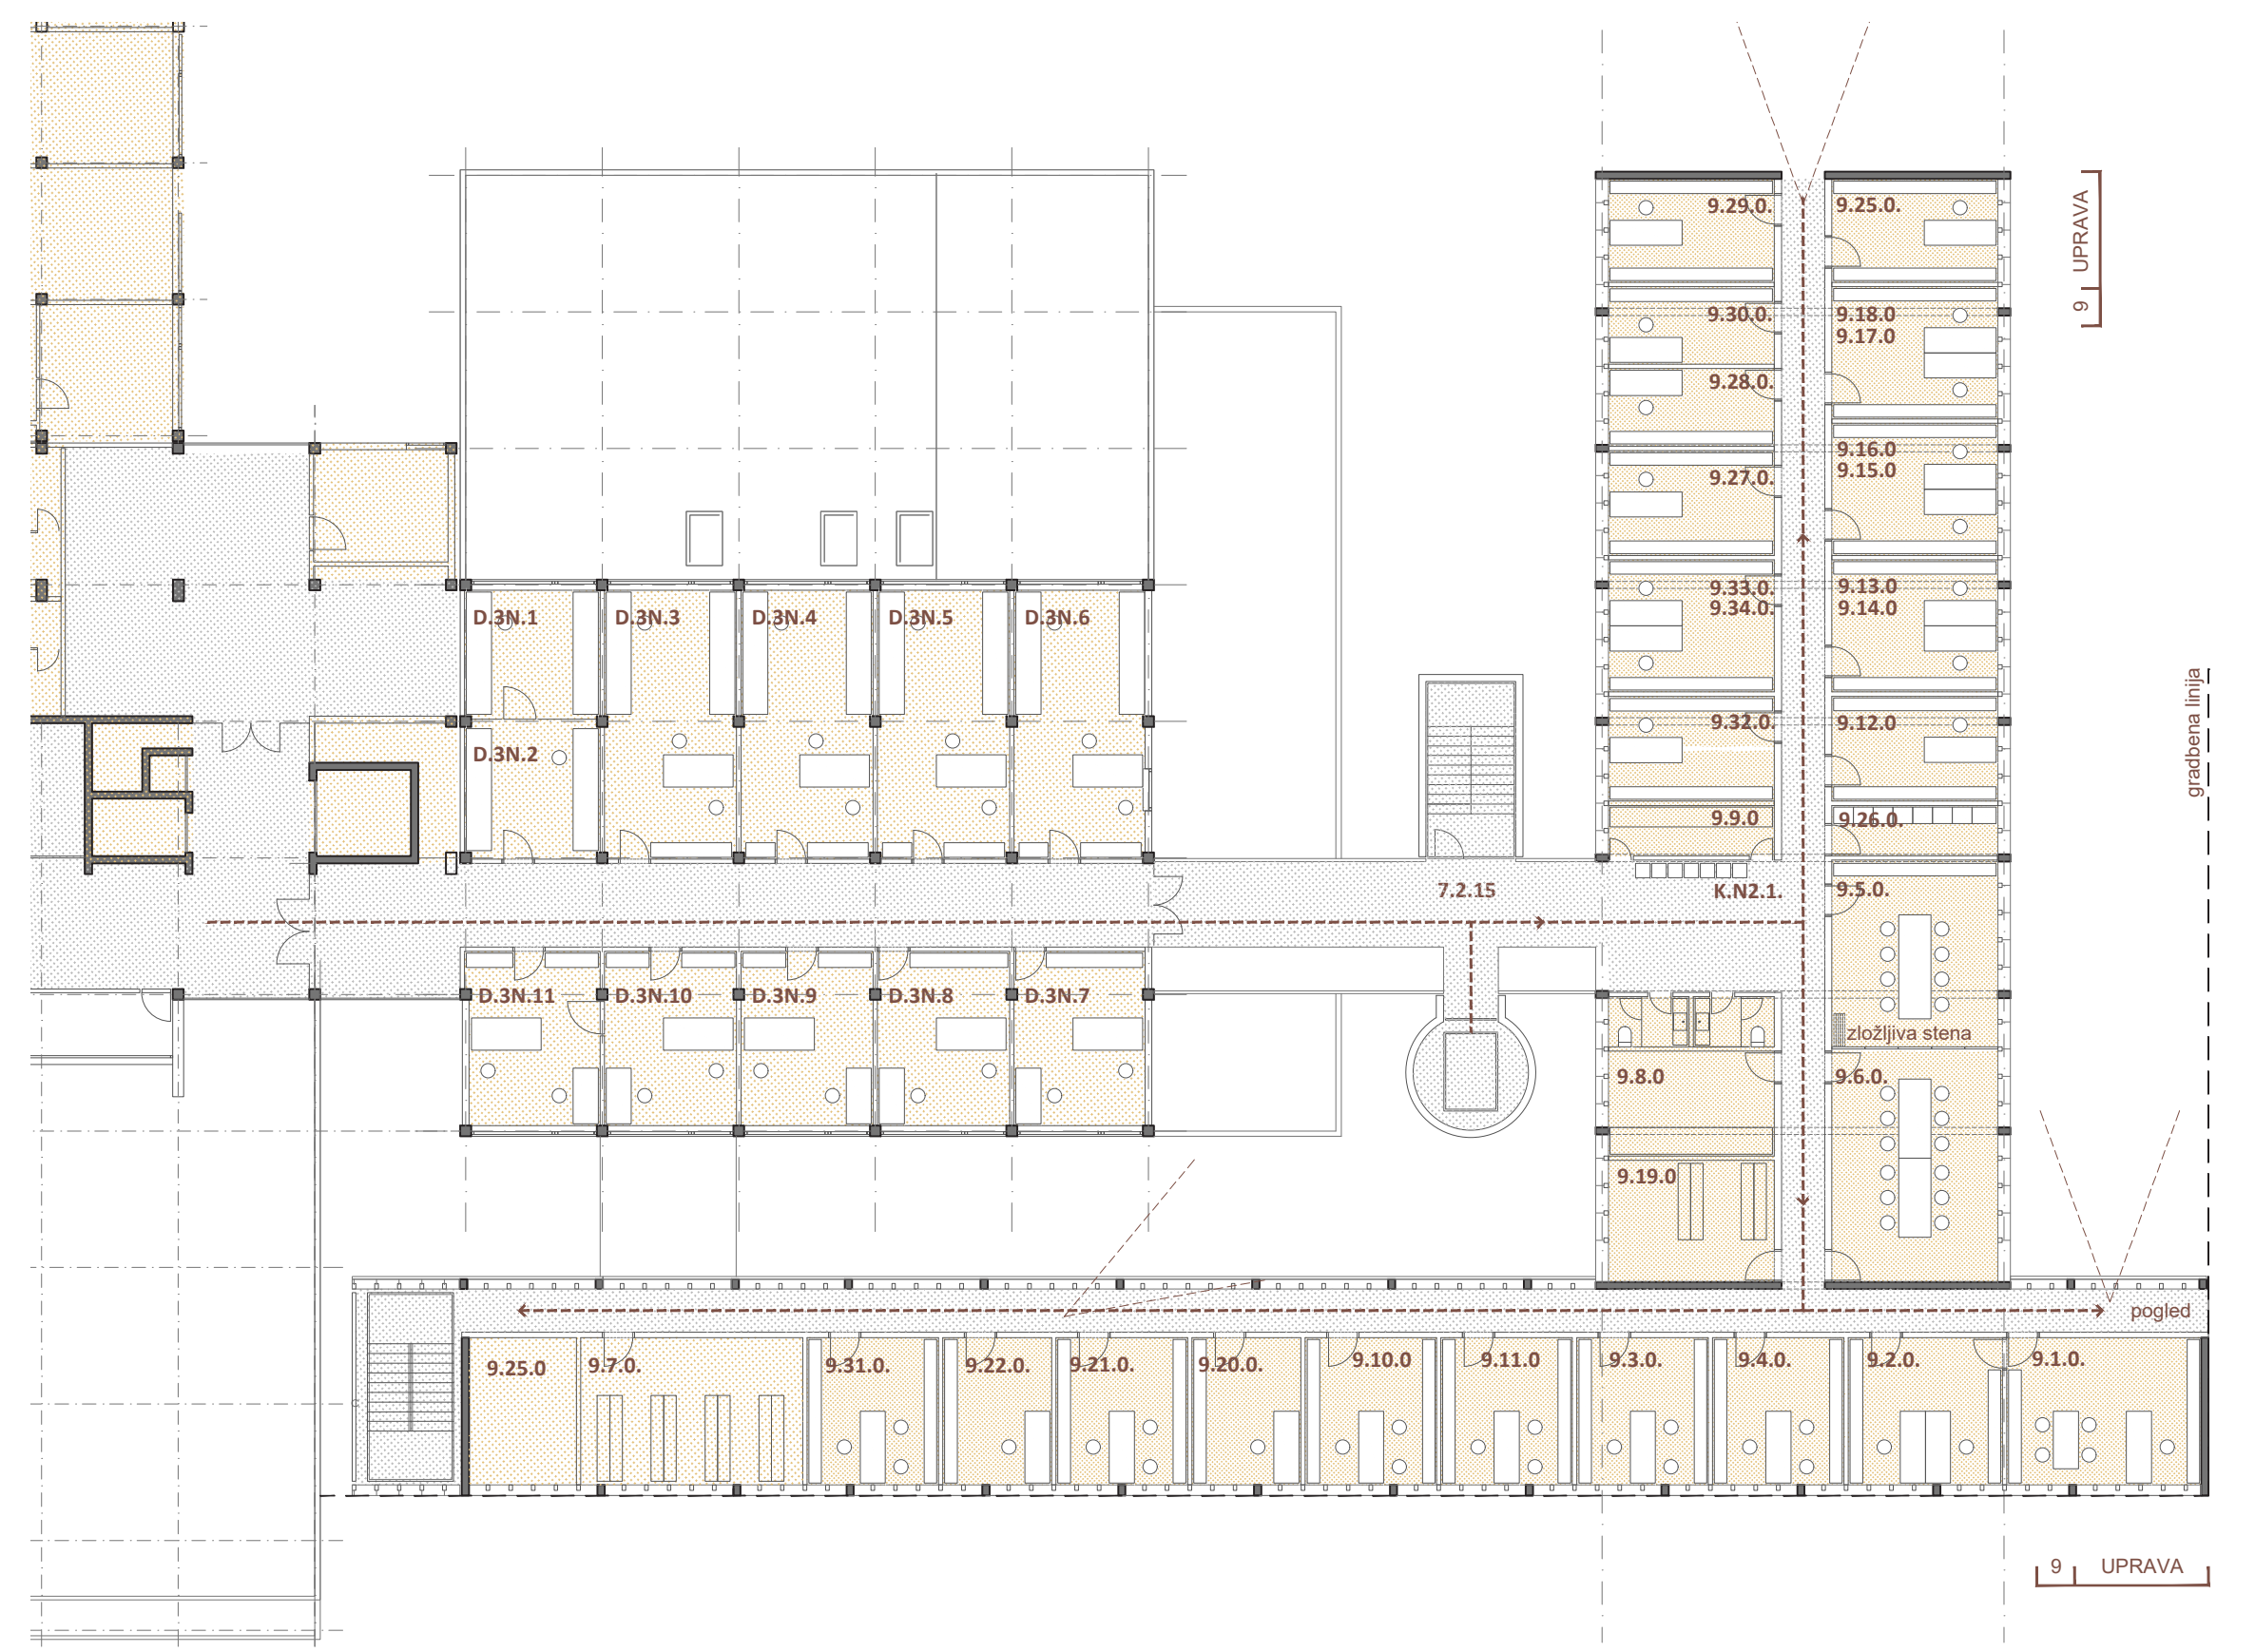 9.29.0.
9.25.0.
9 UPRAVA
9.30.0.
9.18.0
9.17.0
9.28.0.
9.16.0
9.15.0
9.27.0.
9.33.0.
9.34.0.
9.13.0
9.14.0
D.3N.1
D.3N.3
D.3N.4
D.3N.5
D.3N.6
gradbena linija
9.32.0.
9.12.0
D.3N.2
9.9.0
9.26.0.
7.2.15
K.N2.1.
9.5.0.
D.3N.11
D.3N.10
D.3N.9
D.3N.8
D.3N.7
zložljiva stena
9.8.0
9.6.0.
9.19.0
pogled
9.25.0
9.7.0.
9.31.0.
9.22.0.
9.21.0.
9.20.0.
9.10.0
9.11.0
9.3.0.
9.4.0.
9.2.0.
9.1.0.
9 UPRAVA